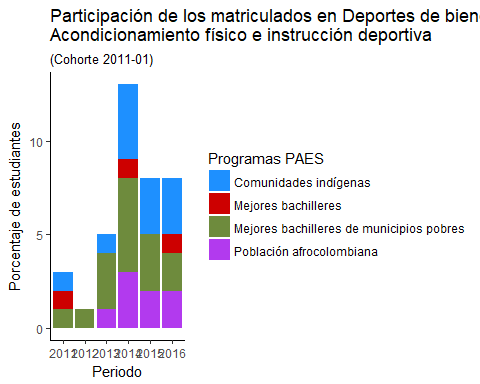 Participación de los matriculados en Deportes de bien
Acondicionamiento físico e instrucción deportiva
(Cohorte 2011-01)
Porcentaje de estudiantes
10
5
0
2011 2012 2013 2014 2015 2016
Periodo
Programas PAES
Comunidades indígenas
Mejores bachilleres
Mejores bachilleres de municipios pobres
Población afrocolombiana